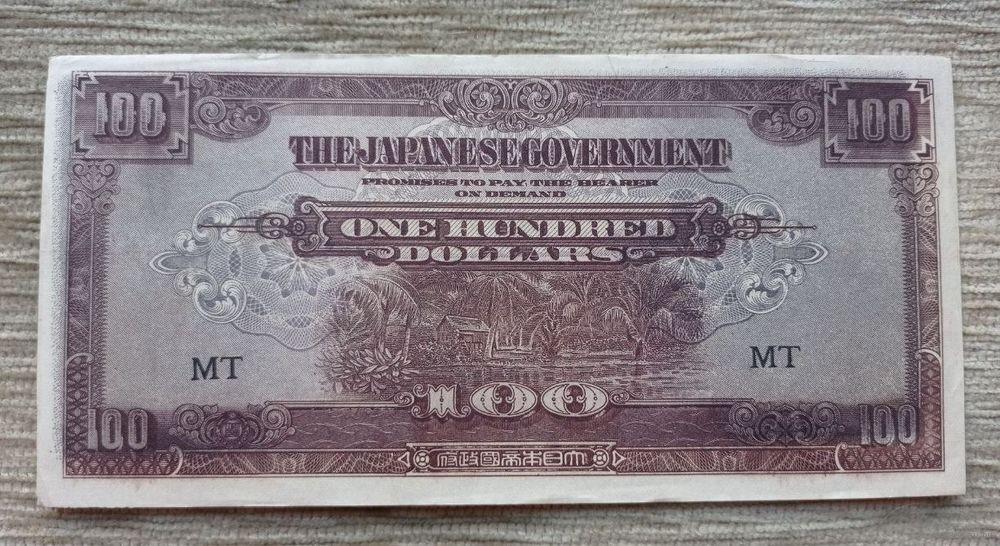 100 100
THE JAPANESE GOVERNMENT
PROMISES TO PAY THE BEARER
ON DEMAND
ONE HUNDRED
DOLLARS
MT MT
100
100 100
府政國帝本日大